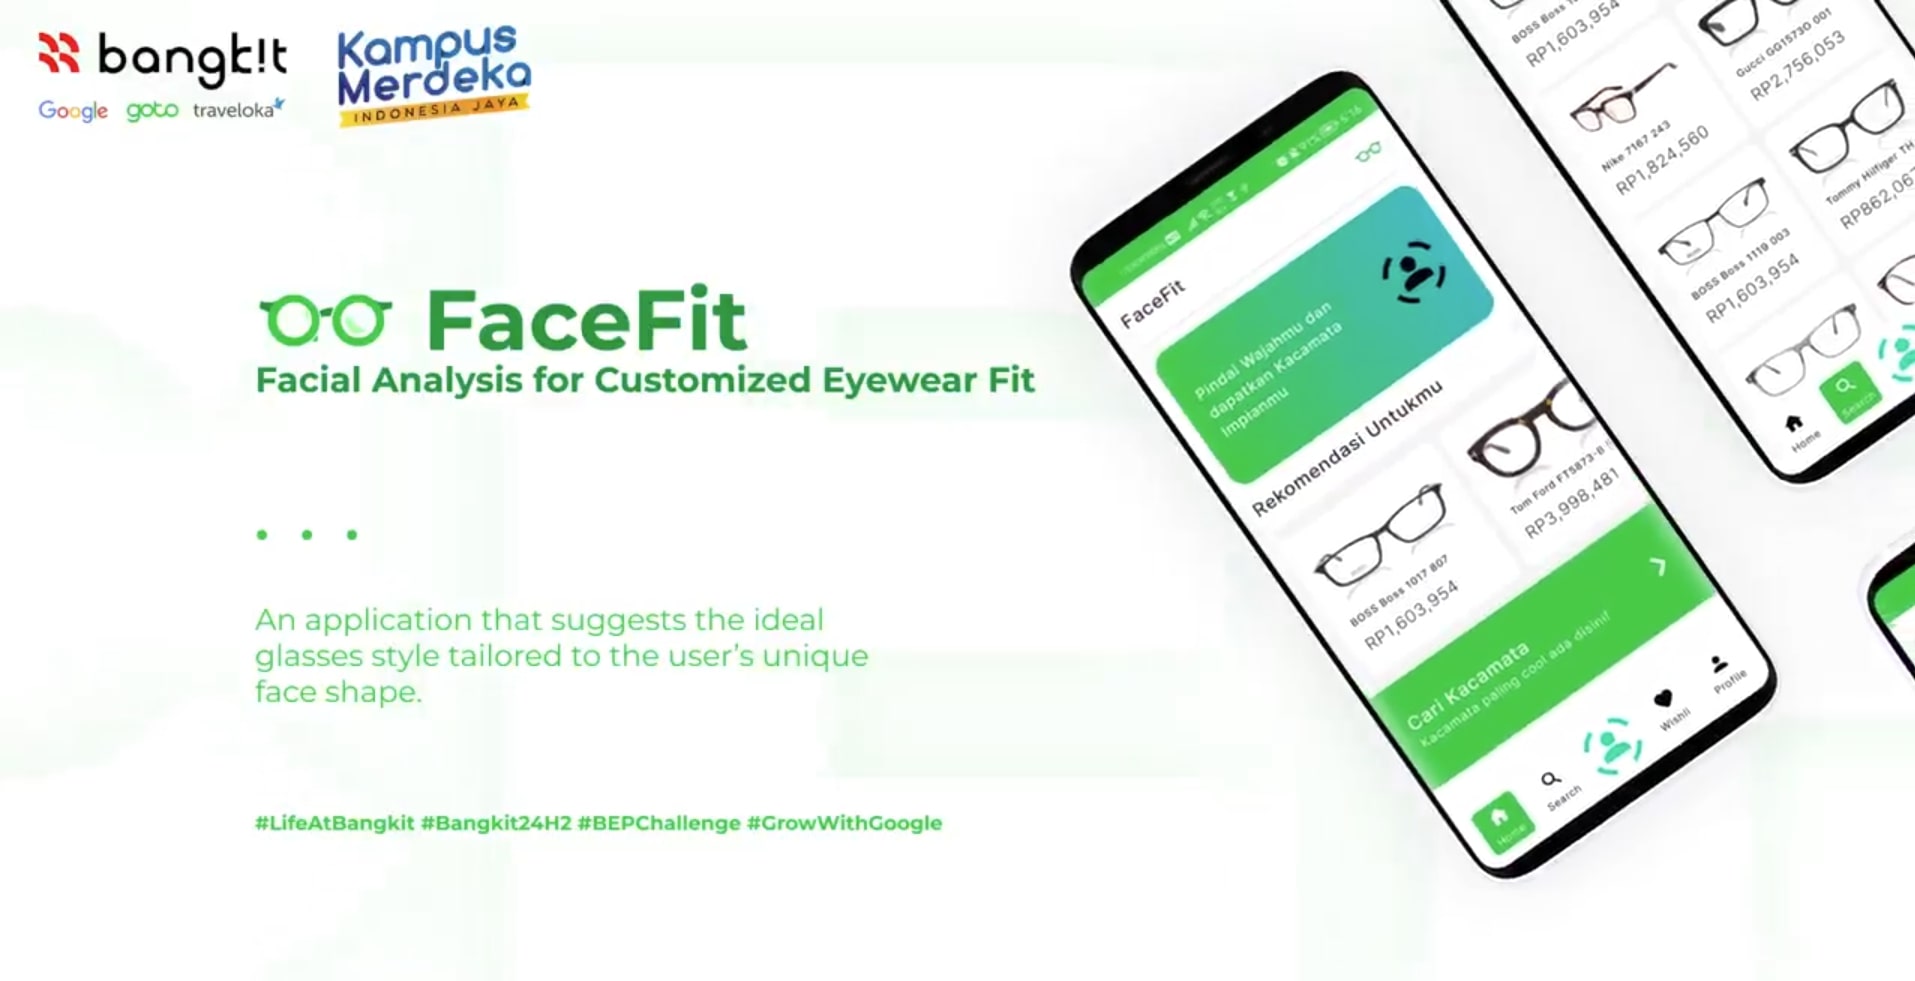 bangk!t
Google goto traveloka
Kampus
Merdeka
INDONESIA JAYA
FaceFit
Facial Analysis for Customized Eyewear Fit
An application that suggests the ideal
glasses style tailored to the user's unique
face shape.
#LifeAtBangkit #Bangkit24H2 #BEPChallenge #GrowWithGoogle
5:16
FaceFit
Pindai Wajahmu dan
dapatkan Kacamata
Impianmu
Rekomendasi Untukmu
BOSS Boss 1017 807
RP1,603,954
Tom Ford FT5873-B
RP3,998,481
Cari Kacamata
Kacamata paling cool ada disini!
Home
Search
Wishli
Profile
BOSS Boss
RP1,603,954
Gucci GG1573O 001
RP2,756,053
Nike 7167 243
RP1,824,560
Tommy Hilfiger TH
RP862,06
BOSS Boss 1119 003
RP1,603,954
Home
Search